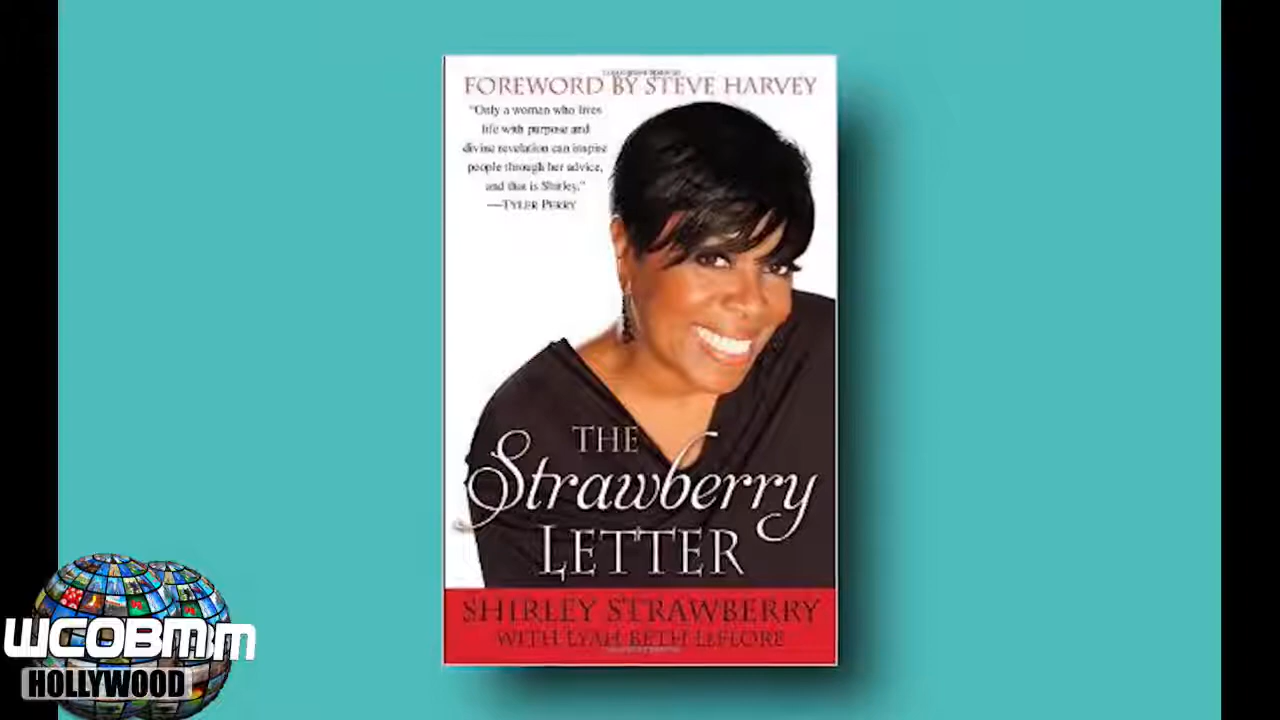 FOREWORD BY STEVE HARVEY
"Only a woman who lives
life with purpose and
divine revelation can inspire
people through her advice,
and that is Shirley."
—TYLER PERRY
THE
Strawberry
LETTER
SHIRLEY STRAWBERRY
WITH LYAH BETH LEFLORE
WCOBMM
HOLLYWOOD